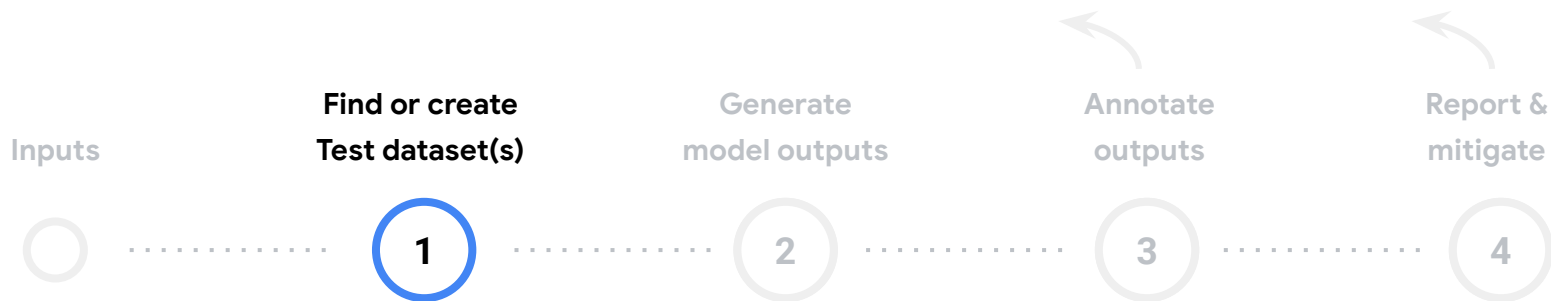 Inputs
Find or create
Test dataset(s)
Generate
model outputs
Annotate
outputs
Report &
mitigate
1
2
3
4